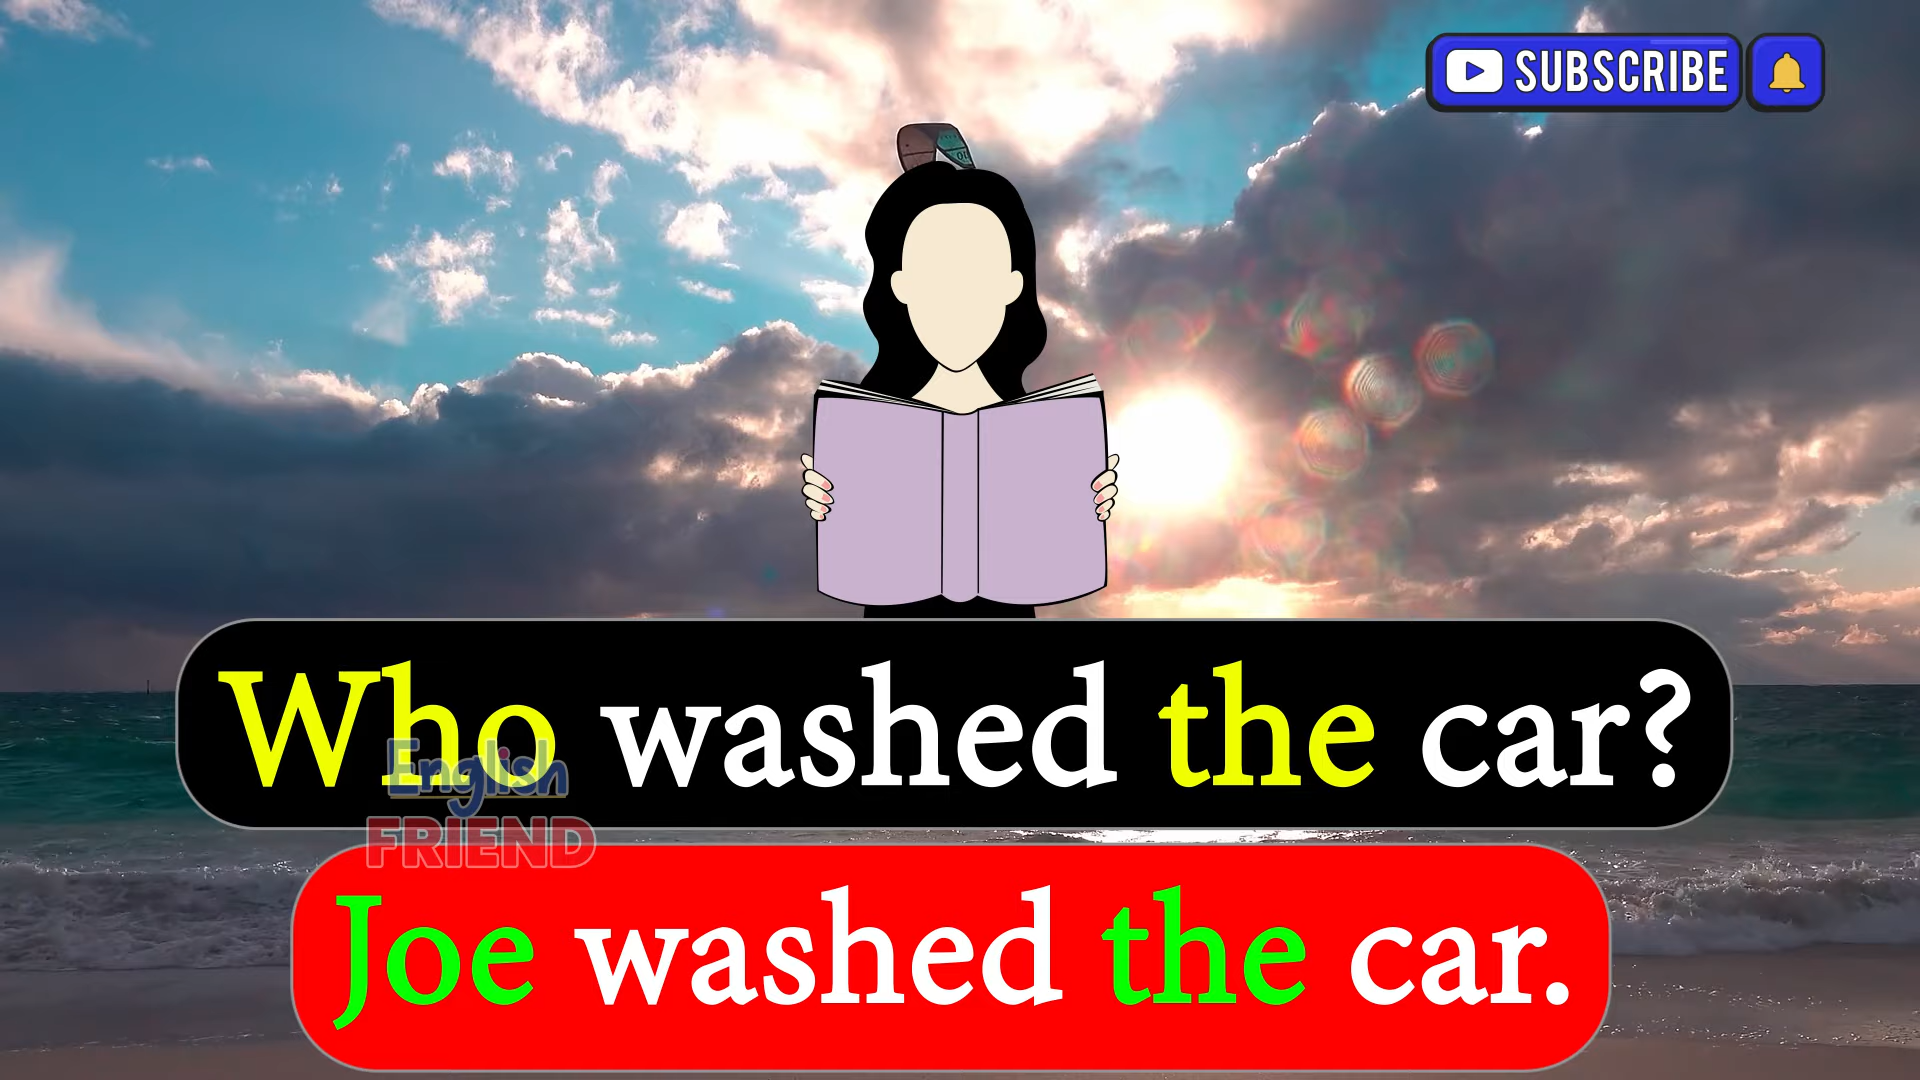 SUBSCRIBE
Who washed the car?
English
FRIEND
Joe washed the car.